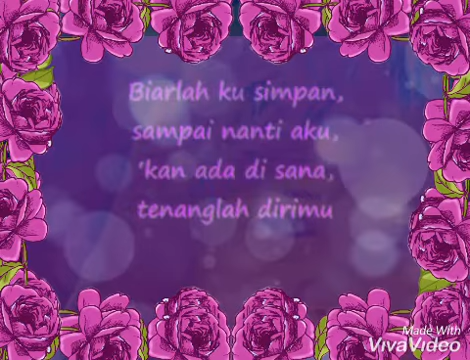 Biarlah ku simpan,
sampai nanti aku,
'kan ada di sana,
tenanglah dirimu
Made With
VivaVideo